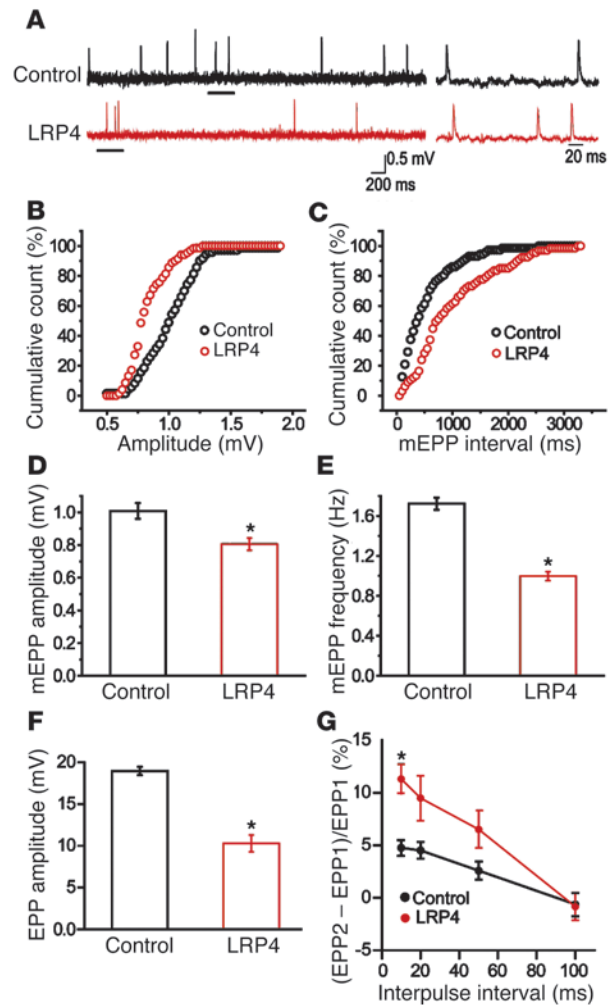 A
Control
LRP4
0.5 mV
200 ms
20 ms
B
Cumulative count (%)
100
80
60
40
20
0
Control
LRP4
0.5 1.0 1.5 2.0
Amplitude (mV)
C
Cumulative count (%)
100
80
60
40
20
0
Control
LRP4
0 1000 2000 3000
mEPP interval (ms)
D
mEPP amplitude (mV)
1.0
0.8
0.6
0.4
0.2
0.0
*
Control LRP4
E
mEPP frequency (Hz)
1.6
1.2
0.8
0.4
0.0
*
Control LRP4
F
EPP amplitude (mV)
20
15
10
5
0
*
Control LRP4
G
(EPP2 – EPP1)/EPP1 (%)
15
10
5
0
-5
*
Control
LRP4
0 20 40 60 80 100
Interpulse interval (ms)